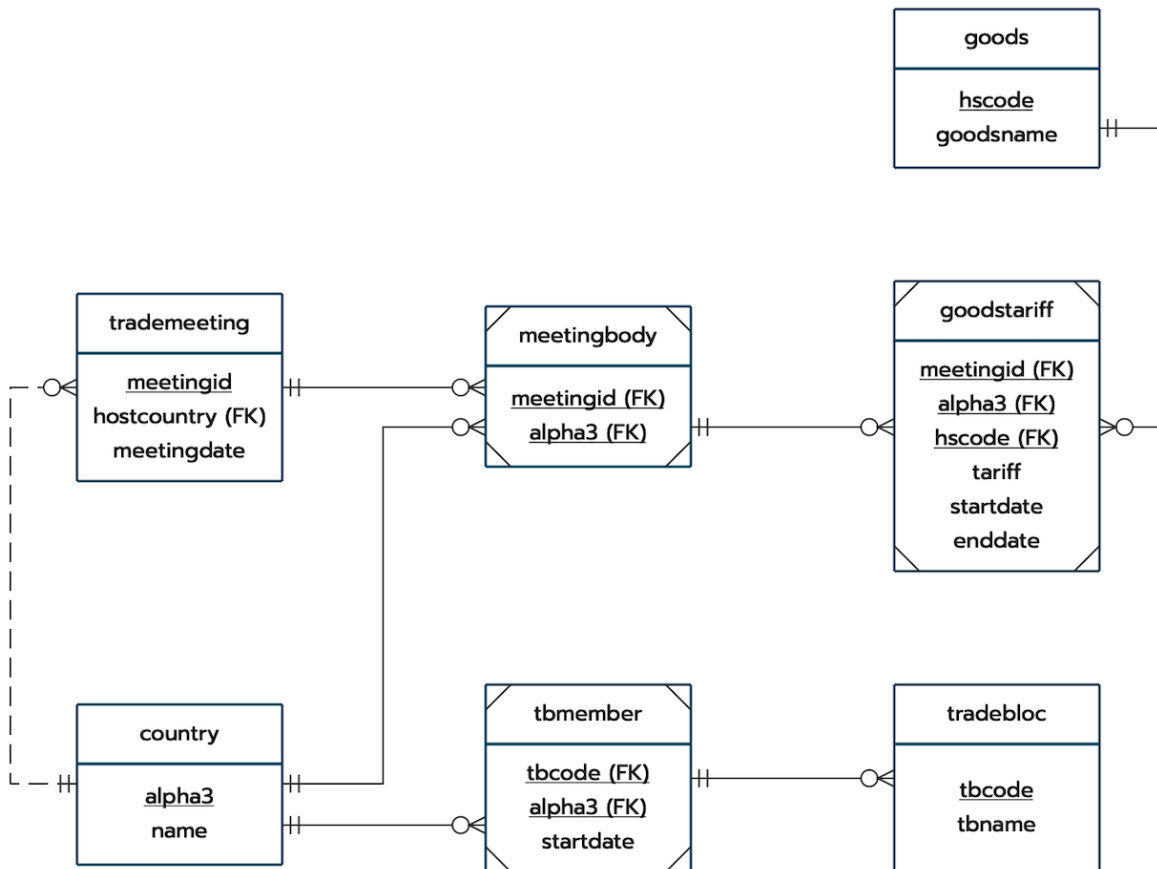 goods
hscode
goodsname
trademeeting
meetingid
hostcountry (FK)
meetingdate
meetingbody
meetingid (FK)
alpha3 (FK)
goodstariff
meetingid (FK)
alpha3 (FK)
hscode (FK)
tariff
startdate
enddate
country
alpha3
name
tbmember
tbcode (FK)
alpha3 (FK)
startdate
tradebloc
tbcode
tbname